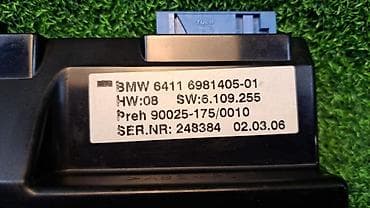 BMW 6411 6981405-01
HW:08 SW:6.109.255
Preh 90025-175/0010
SER.NR: 248384 02.03.06